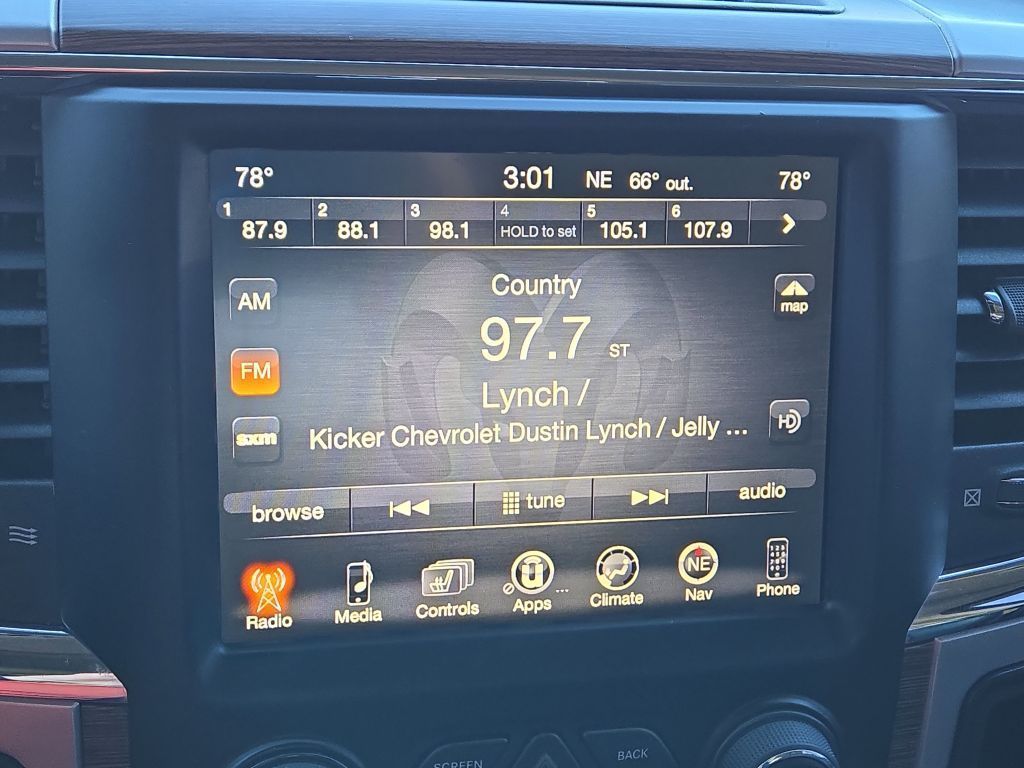 78° 3:01 NE 66° out. 78°
1 2 3 4 5 6
87.9 88.1 98.1 HOLD to set 105.1 107.9
Country
AM
map
97.7 ST
FM
Lynch /
Kicker Chevrolet Dustin Lynch / Jelly ...
HD
sxm
browse tune audio
NE
Radio Media Controls Apps ... Climate Nav Phone
SCREEN BACK